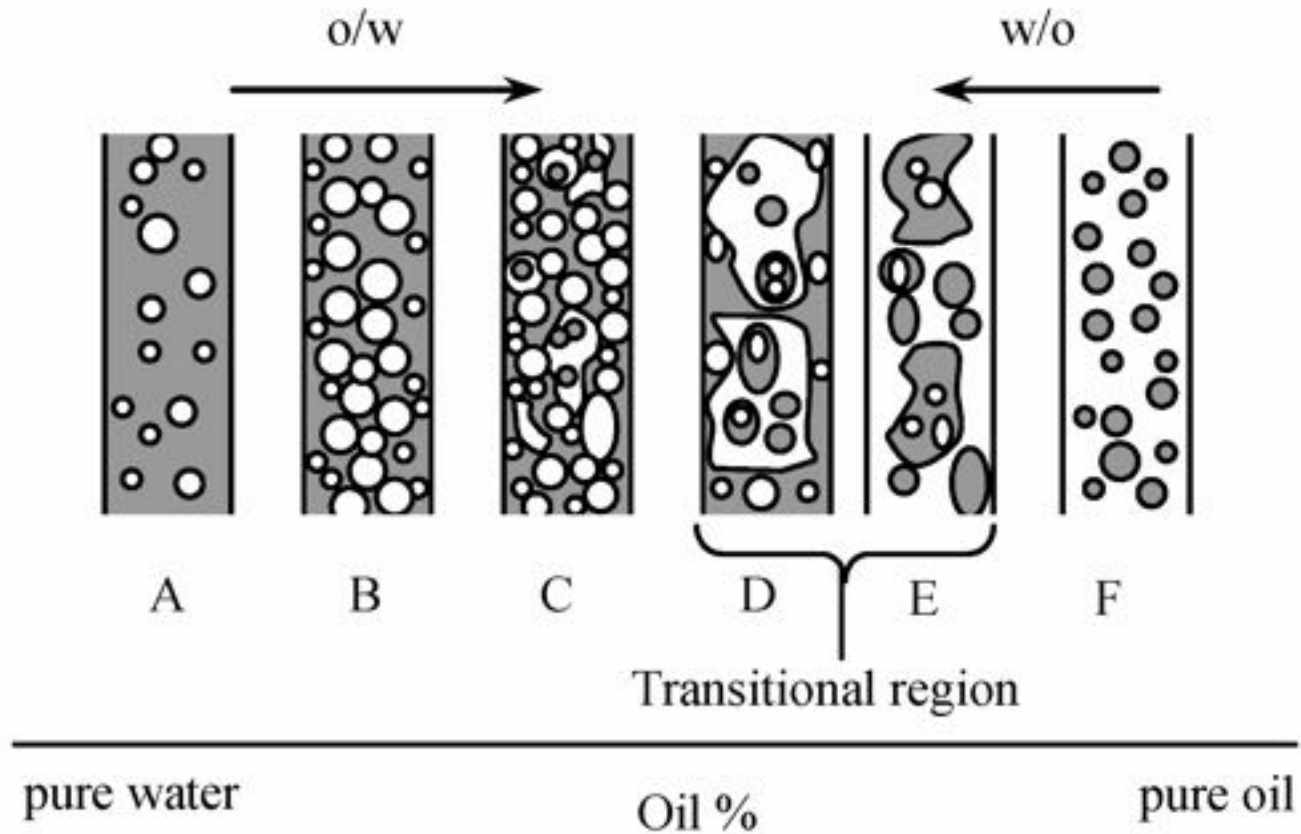 o/w w/o
A B C D E F
Transitional region
pure water Oil % pure oil